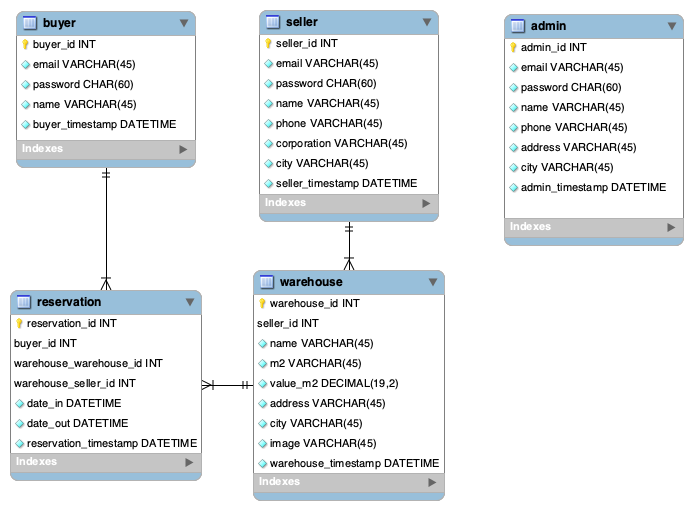 buyer
buyer_id INT
email VARCHAR(45)
password CHAR(60)
name VARCHAR(45)
buyer_timestamp DATETIME
Indexes
seller
seller_id INT
email VARCHAR(45)
password CHAR(60)
name VARCHAR(45)
phone VARCHAR(45)
corporation VARCHAR(45)
city VARCHAR(45)
seller_timestamp DATETIME
Indexes
admin
admin_id INT
email VARCHAR(45)
password CHAR(60)
name VARCHAR(45)
phone VARCHAR(45)
address VARCHAR(45)
city VARCHAR(45)
admin_timestamp DATETIME
Indexes
reservation
reservation_id INT
buyer_id INT
warehouse_warehouse_id INT
warehouse_seller_id INT
date_in DATETIME
date_out DATETIME
reservation_timestamp DATETIME
Indexes
warehouse
warehouse_id INT
seller_id INT
name VARCHAR(45)
m2 VARCHAR(45)
value_m2 DECIMAL(19,2)
address VARCHAR(45)
city VARCHAR(45)
image VARCHAR(45)
warehouse_timestamp DATETIME
Indexes